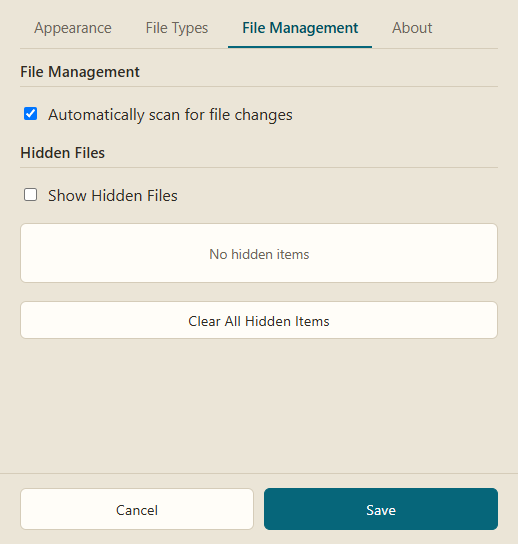 Appearance File Types File Management About
File Management
Automatically scan for file changes
Hidden Files
Show Hidden Files
No hidden items
Clear All Hidden Items
Cancel Save